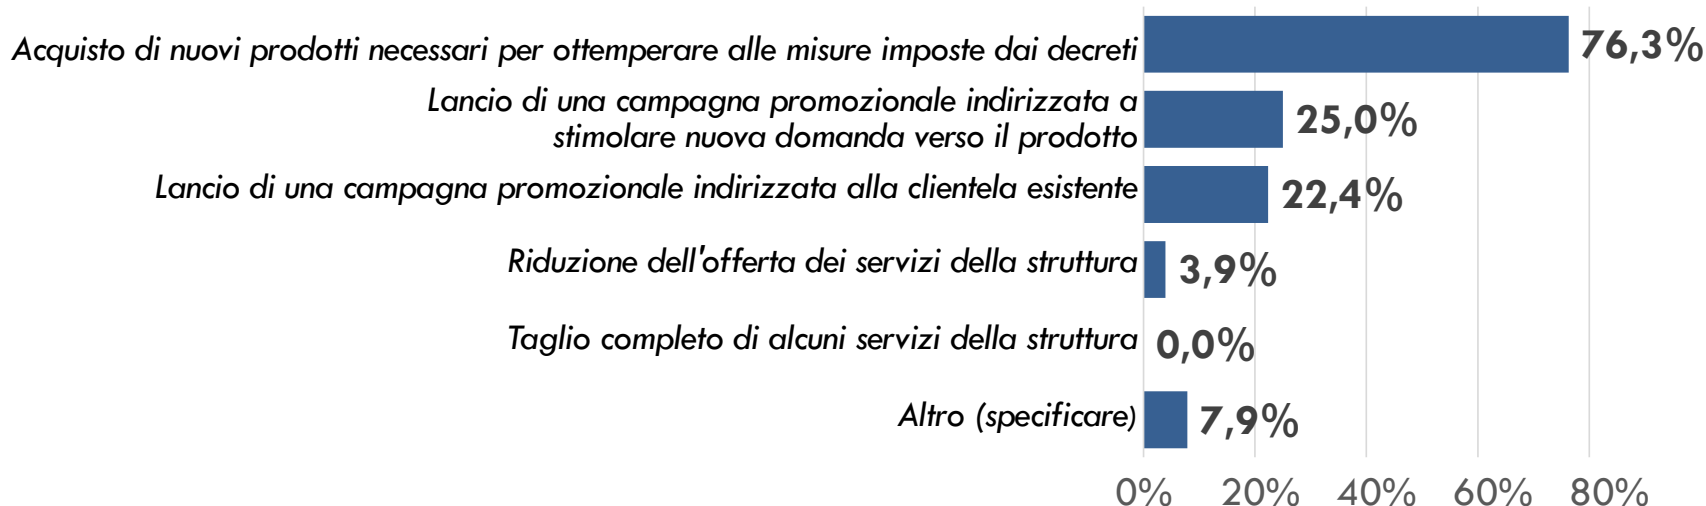 Acquisto di nuovi prodotti necessari per ottemperare alle misure imposte dai decreti 76,3%
Lancio di una campagna promozionale indirizzata a
stimolare nuova domanda verso il prodotto 25,0%
Lancio di una campagna promozionale indirizzata alla clientela esistente 22,4%
Riduzione dell'offerta dei servizi della struttura 3,9%
Taglio completo di alcuni servizi della struttura 0,0%
Altro (specificare) 7,9%
0% 20% 40% 60% 80%